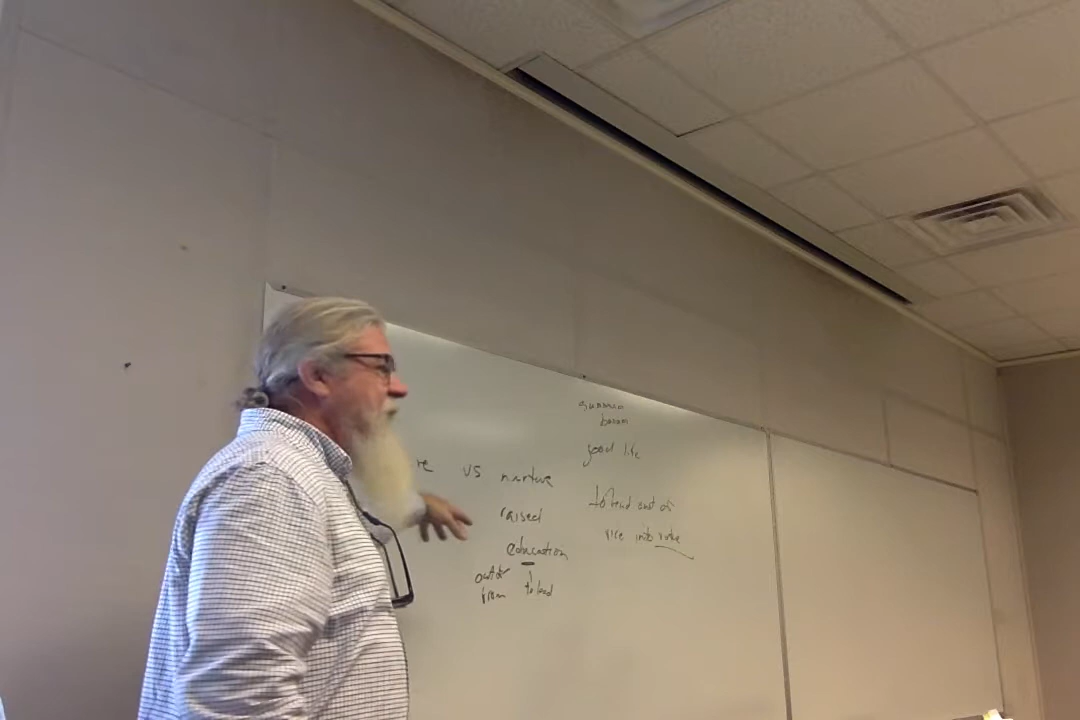 re vs nurture
raised
education
out of
from
to lead
summum
bonum
good life
to lead out of
vice into virtue